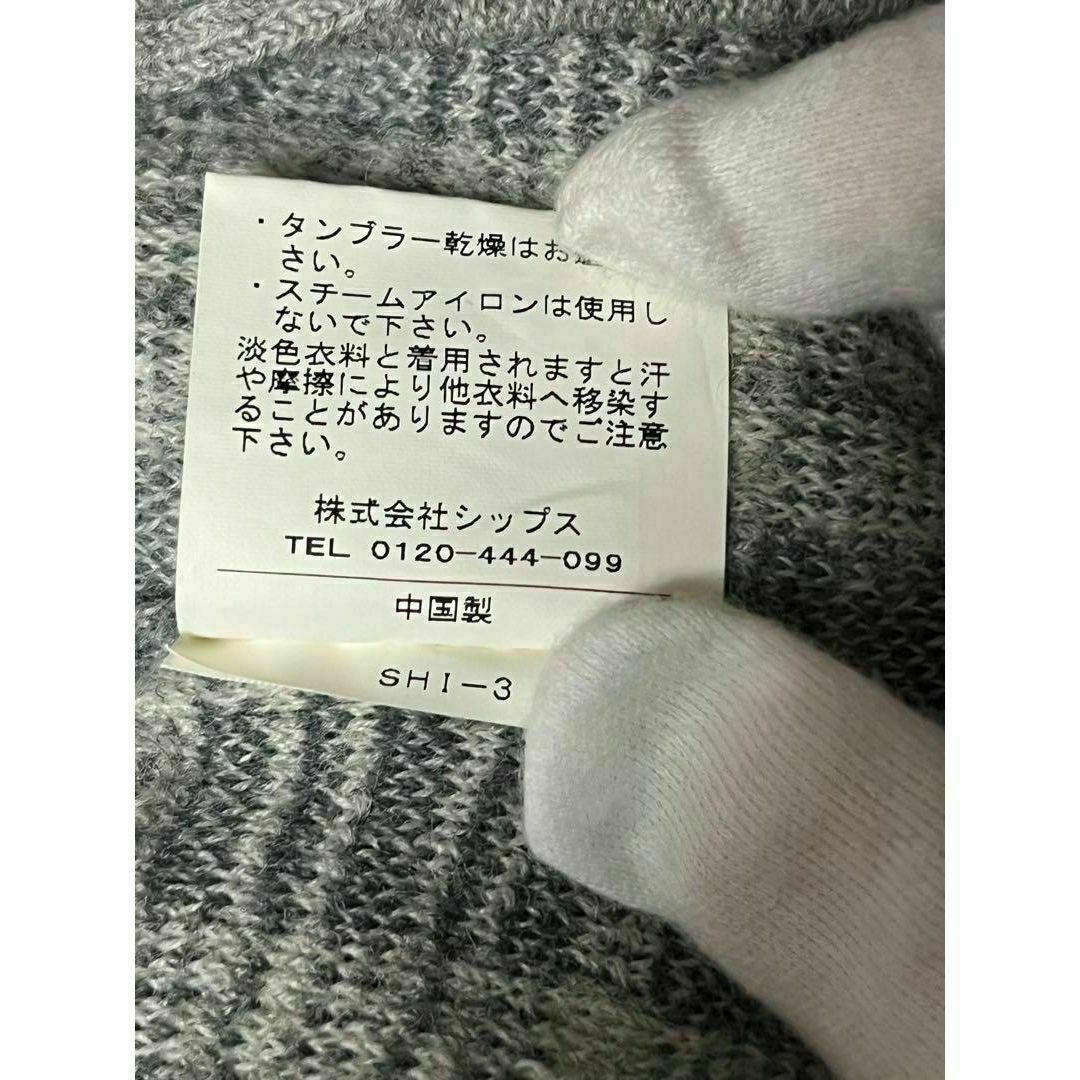 ・タンブラー乾燥はお
さい。
・スチームアイロンは使用し
ないで下さい。
淡色衣料と着用されますと汗
や摩擦により他衣料へ移染す
ることがありますのでご注意
下さい。
株式会社シップス
TEL 0120-444-099
中国製
SHI-3